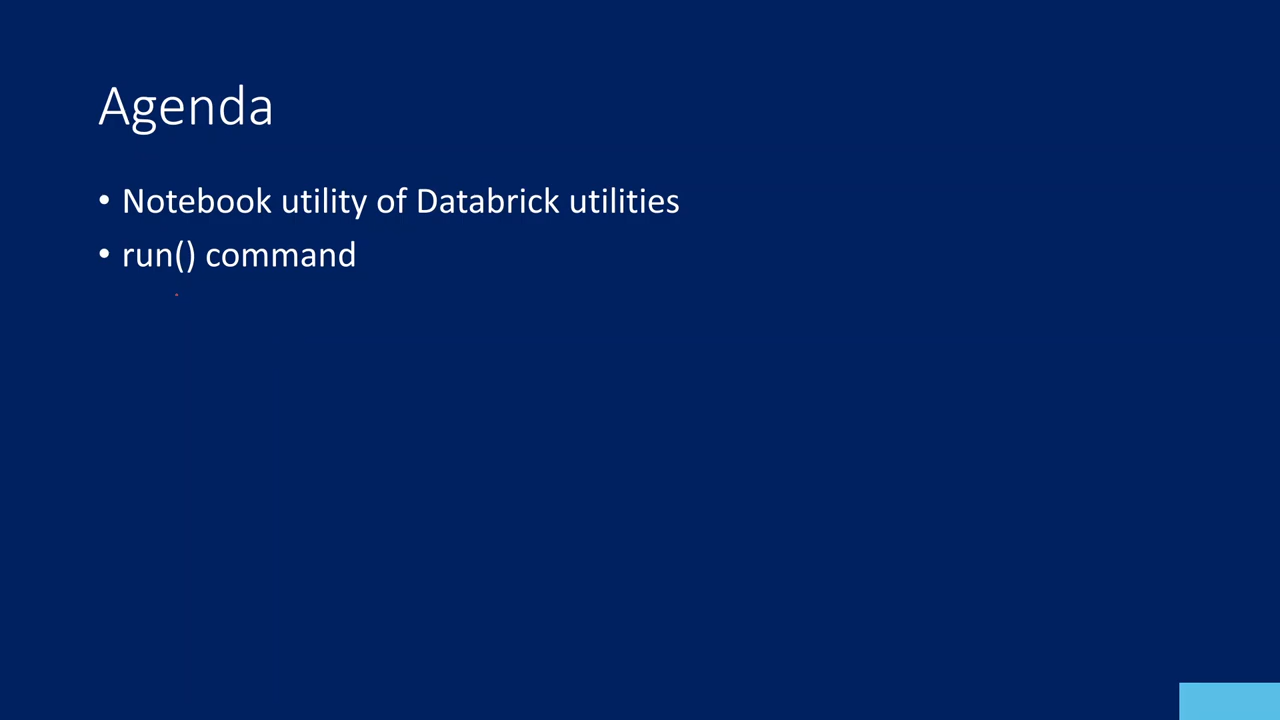 Agenda
• Notebook utility of Databrick utilities
• run() command